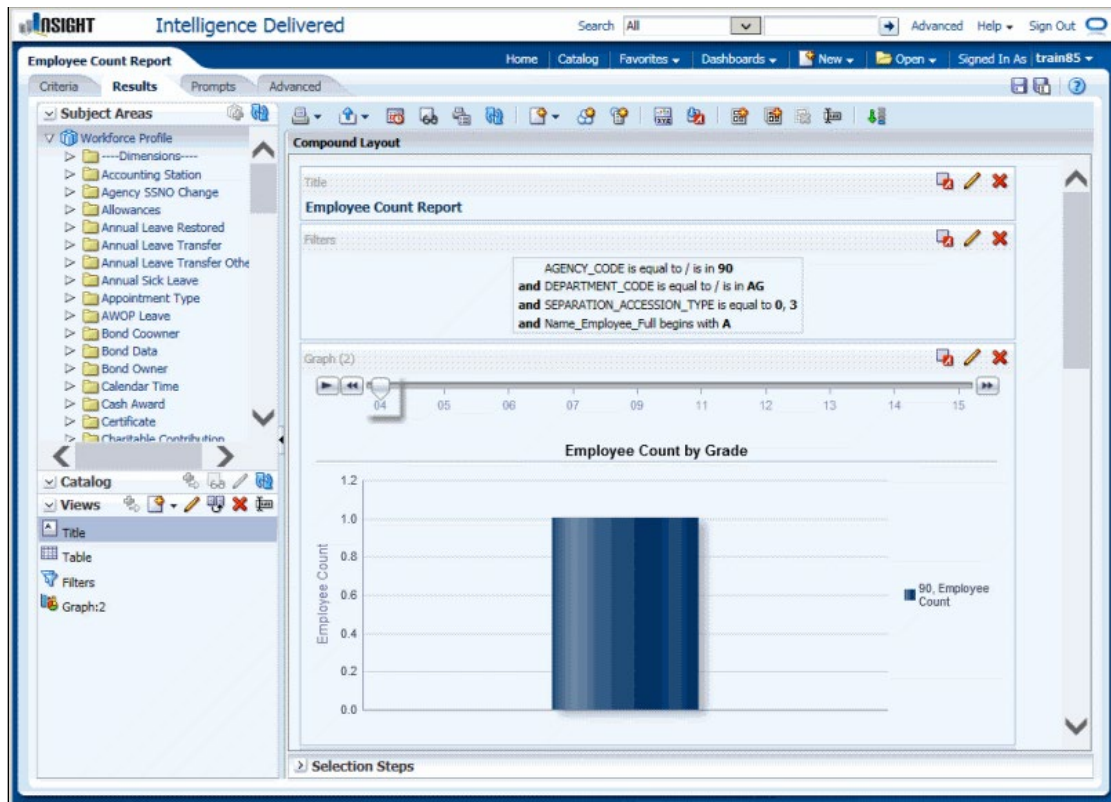 INSIGHT Intelligence Delivered Search All Advanced Help Sign Out
Employee Count Report Home Catalog Favorites Dashboards New Open Signed In As train85
Criteria Results Prompts Advanced
Subject Areas
Workforce Profile
----Dimensions----
Accounting Station
Agency SSNO Change
Allowances
Annual Leave Restored
Annual Leave Transfer
Annual Leave Transfer Othe
Annual Sick Leave
Appointment Type
AWOP Leave
Bond Coowner
Bond Data
Bond Owner
Calendar Time
Cash Award
Certificate
Charitable Contribution
Catalog
Views
Title
Table
Filters
Graph:2
Compound Layout
Title
Employee Count Report
Filters
AGENCY_CODE is equal to / is in 90
and DEPARTMENT_CODE is equal to / is in AG
and SEPARATION_ACCESSION_TYPE is equal to 0, 3
and Name_Employee_Full begins with A
Graph (2)
04 05 06 07 09 11 12 13 14 15
Employee Count by Grade
1.2
1.0
0.8
0.6
0.4
0.2
0.0
Employee Count
90, Employee
Count
Selection Steps